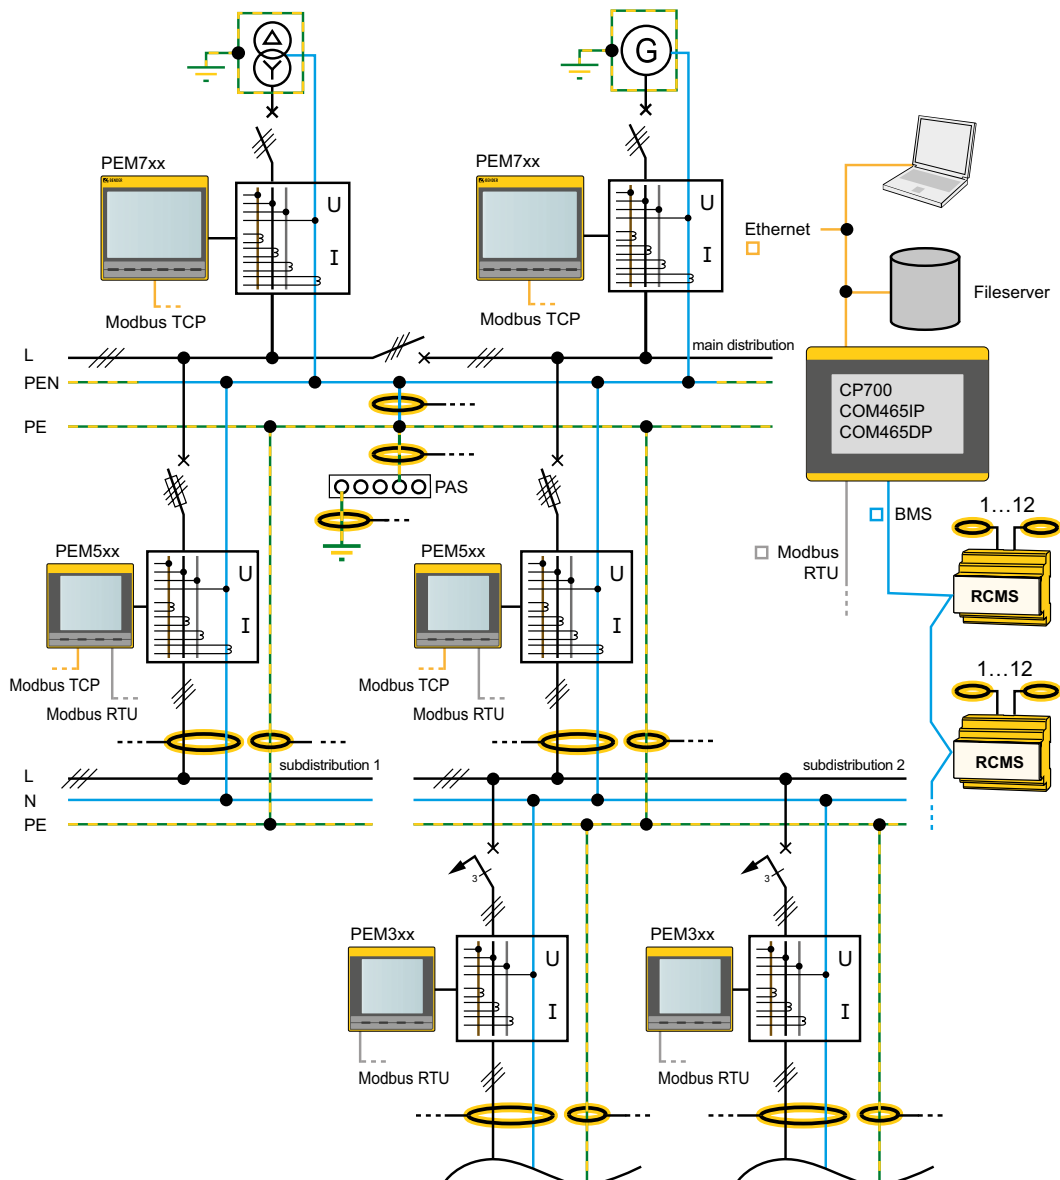 G
PEM7xx
PEM7xx
BENDER
BENDER
U
I
U
I
Ethernet
Fileserver
Modbus TCP
Modbus TCP
L
main distribution
PEN
PE
CP700
COM465IP
COM465DP
PAS
BMS
1...12
Modbus
RTU
RCMS
PEM5xx
PEM5xx
U
I
U
I
Modbus TCP
Modbus RTU
Modbus TCP
Modbus RTU
1...12
RCMS
L
subdistribution 1
subdistribution 2
N
PE
3
3
PEM3xx
PEM3xx
U
I
U
I
Modbus RTU
Modbus RTU